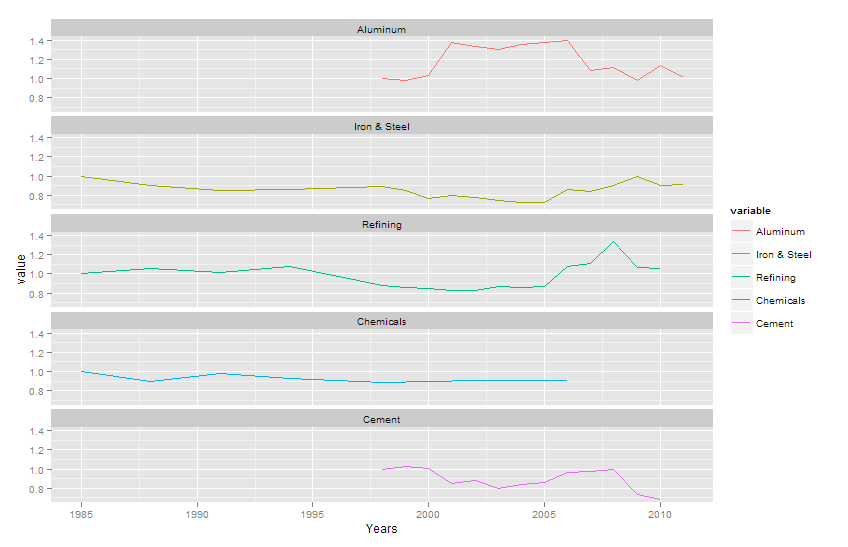 Aluminum
1.4
1.2
1.0
0.8
Iron & Steel
1.4
1.2
1.0
0.8
Refining
1.4
1.2
1.0
0.8
Chemicals
1.4
1.2
1.0
0.8
Cement
1.4
1.2
1.0
0.8
1985 1990 1995 2000 2005 2010
Years
value
variable
Aluminum
Iron & Steel
Refining
Chemicals
Cement